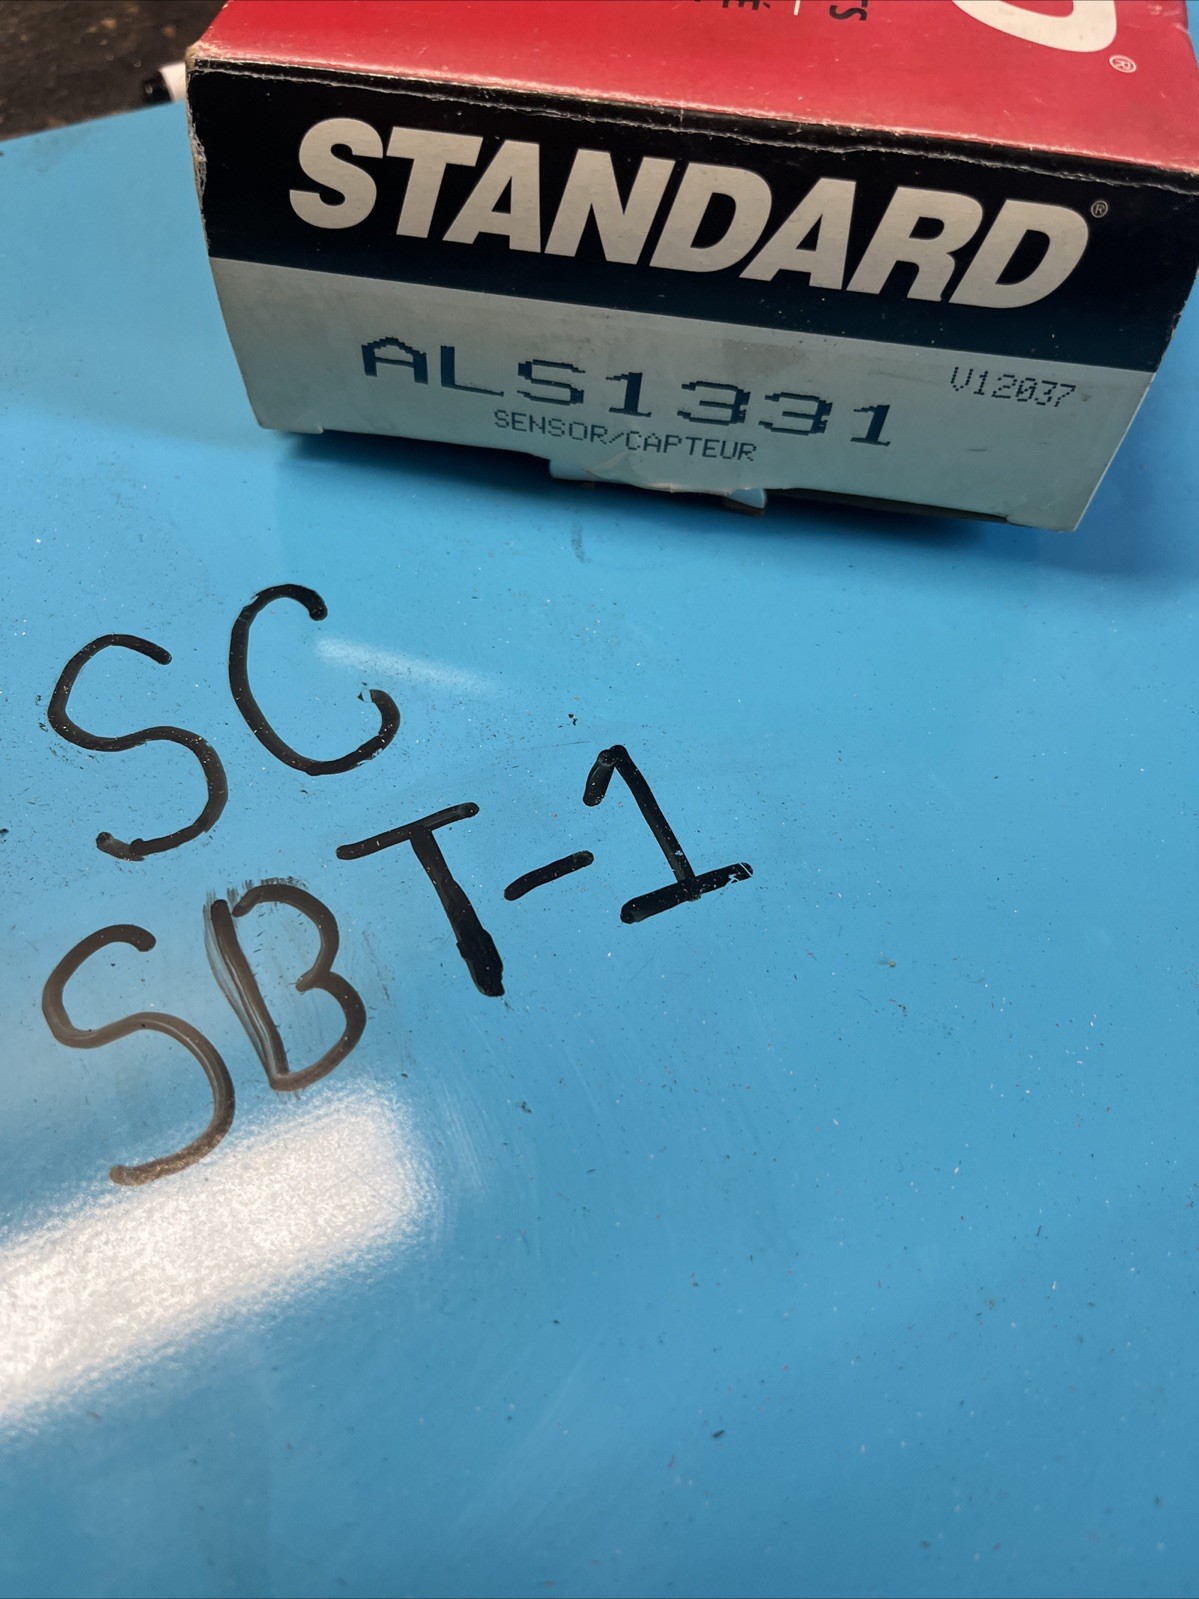 STANDARD®
ALS1331
V12037
SENSOR/CAPTEUR
SC
SBT-1